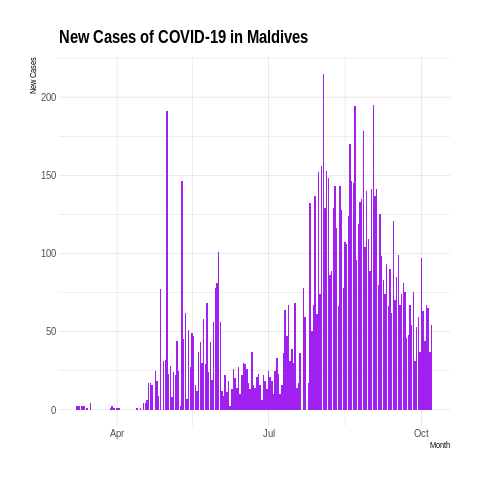 New Cases of COVID-19 in Maldives
New Cases
200
150
100
50
0
Apr
Jul
Oct
Month